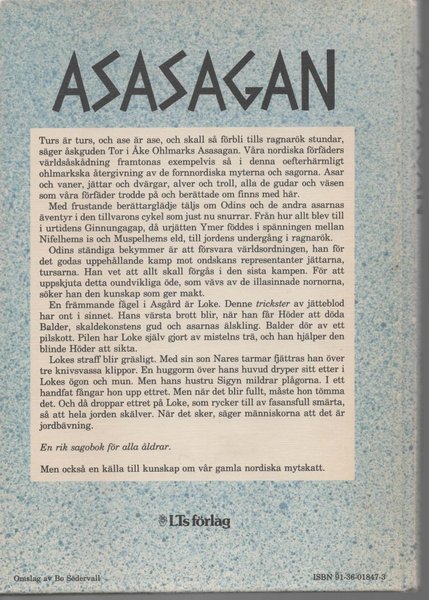 ASASAGAN
Turs är turs, och ase är ase, och skall så förbli tills ragnarök stundar,
säger åskguden Tor i Åke Ohlmarks Asasagan. Våra nordiska förfäders
världsåskådning framtonas exempelvis så i denna oefterhärmligt
ohlmarkska återgivning av de fornnordiska myterna och sagorna. Asar
och vaner, jättar och dvärgar, alver och troll, alla de gudar och väsen
som våra förfäder trodde på och berättade om finns med här.
Med frustande berättarglädje täljs om Odins och de andra asarnas
äventyr i den tillvarons cykel som just nu snurrar. Från hur allt blev till
i urtidens Ginnungagap, då urjätten Ymer föddes i spänningen mellan
Nifelhems is och Muspelhems eld, till jordens undergång i ragnarök.
Odins ständiga bekymmer är att försvara världsordningen, han för
det godas uppehållande kamp mot ondskans representanter jättarna,
tursarna. Han vet att allt skall förgås i den sista kampen. För att
uppskjuta detta oundvikliga öde, som vävs av de illasinnade nornorna,
söker han den kunskap som ger makt.
En främmande fågel i Asgård är Loke. Denne trickster av jätteblod
har ont i sinnet. Hans värsta brott blir, när han får Höder att döda
Balder, skaldekonstens gud och asarnas älskling. Balder dör av ett
pilskott. Pilen har Loke själv gjort av mistelns trä, och han hjälper den
blinde Höder att sikta.
Lokes straff blir gräsligt. Med sin son Nares tarmar fjättras han över
tre knivsvassa klippor. En huggorm över hans huvud dryper sitt etter i
Lokes ögon och mun. Men hans hustru Sigyn mildrar plågorna. I ett
handfat fångar hon upp ettret. Men när det blir fullt, måste hon tömma
det. Och då droppar ettret på Loke, som rycker till av fasansfull smärta,
så att hela jorden skälver. När det sker, säger människorna att det är
jordbävning.
En rik sagobok för alla åldrar.
Men också en källa till kunskap om vår gamla nordiska mytskatt.
LTs förlag
Omslag av Bo Södervall
ISBN 91-36-01847-3